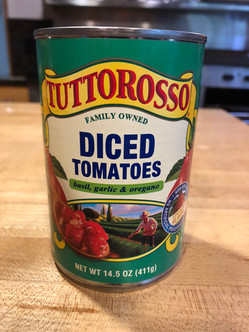 TUTTOROSSO
FAMILY OWNED
DICED
TOMATOES
basil, garlic & oregano
NET WT 14.5 OZ (411g)